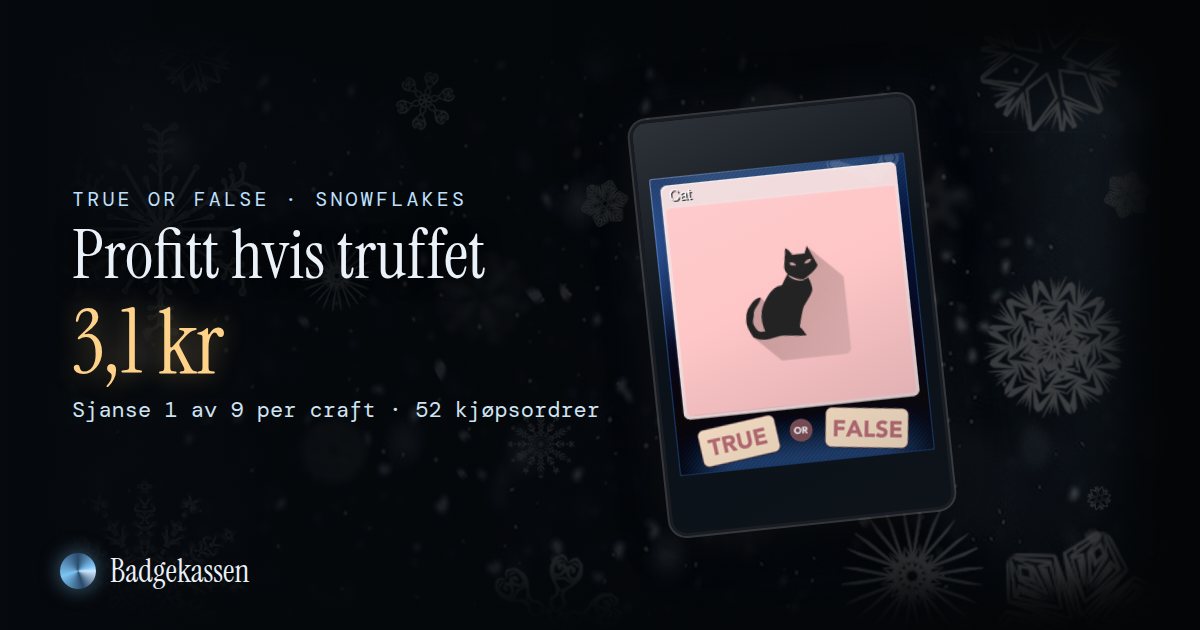 TRUE OR FALSE · SNOWFLAKES
Profitt hvis truffet
3,1 kr
Sjanse 1 av 9 per craft · 52 kjøpsordrer
Cat
TRUE OR FALSE
Badgekassen